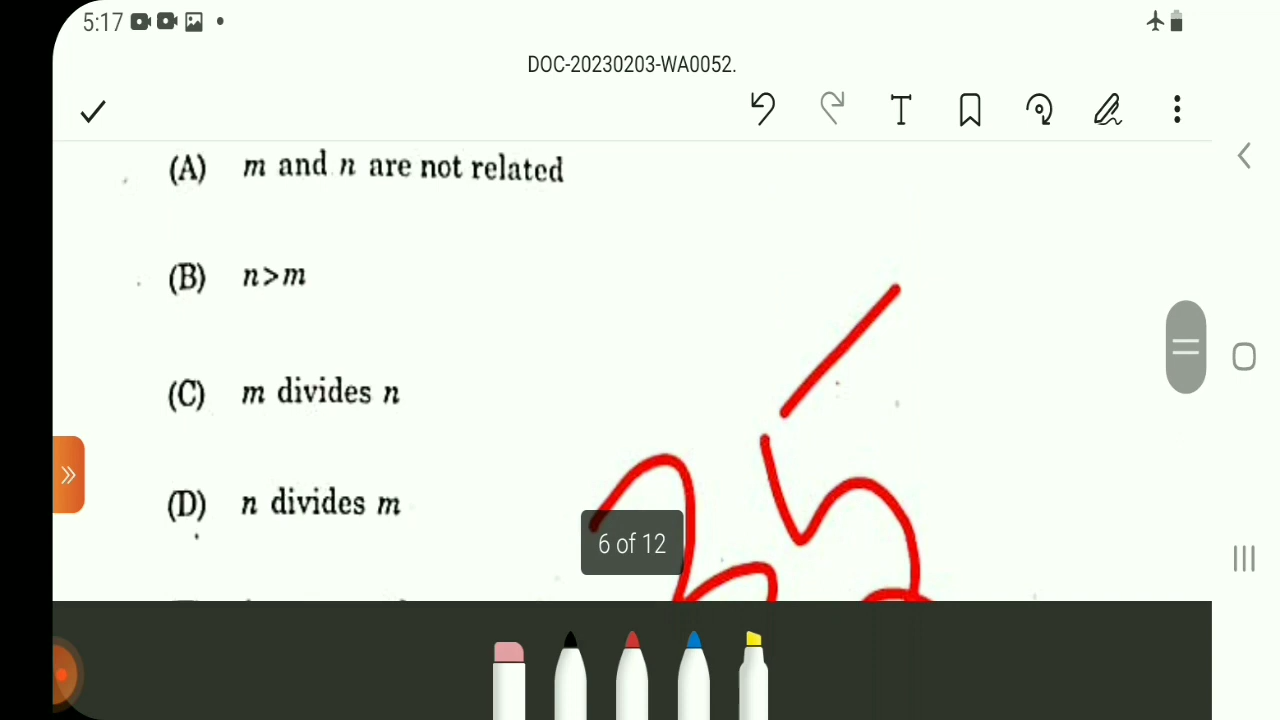 5:17
DOC-20230203-WA0052.
(A) m and n are not related
(B) n>m
(C) m divides n
(D) n divides m
6 of 12